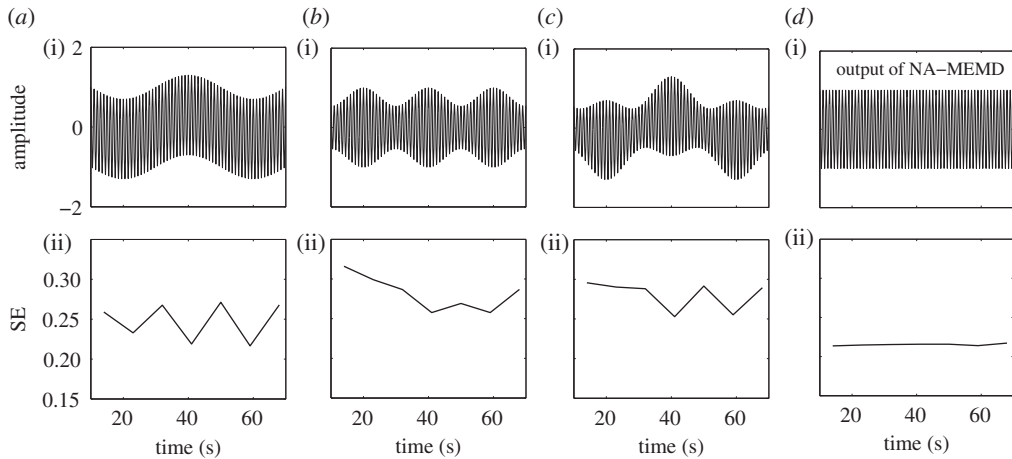 (a)
(b)
(c)
(d)
(i)
(i)
(i)
(i)
2
0
−2
amplitude
output of NA−MEMD
(ii)
(ii)
(ii)
(ii)
0.30
0.25
0.20
0.15
SE
20 40 60
20 40 60
20 40 60
20 40 60
time (s)
time (s)
time (s)
time (s)